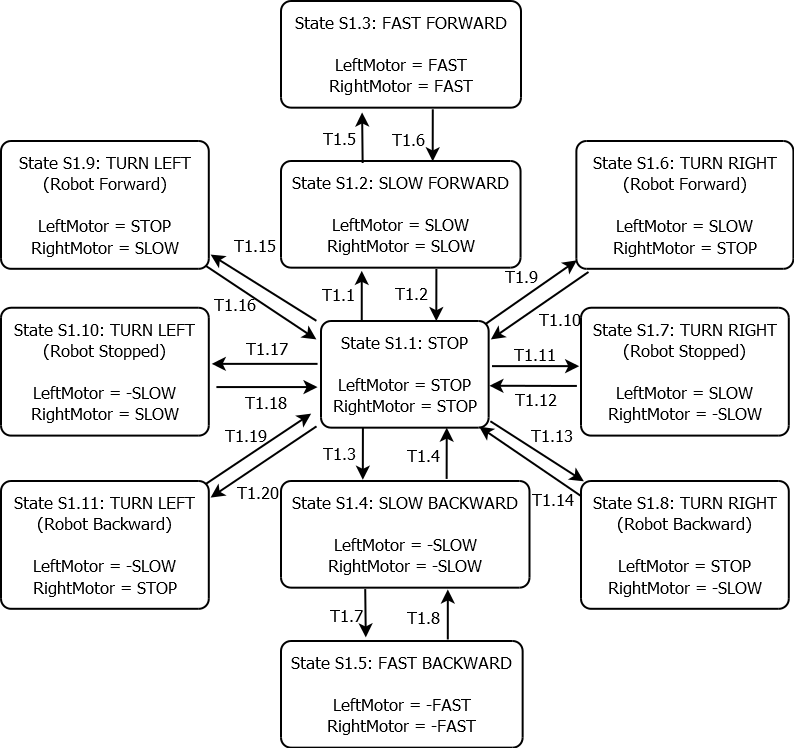 State S1.3: FAST FORWARD
LeftMotor = FAST
RightMotor = FAST
T1.5
T1.6
State S1.9: TURN LEFT
(Robot Forward)
LeftMotor = STOP
RightMotor = SLOW
State S1.2: SLOW FORWARD
LeftMotor = SLOW
RightMotor = SLOW
State S1.6: TURN RIGHT
(Robot Forward)
LeftMotor = SLOW
RightMotor = STOP
T1.15
T1.16
T1.1
T1.2
T1.9
T1.10
State S1.10: TURN LEFT
(Robot Stopped)
LeftMotor = -SLOW
RightMotor = SLOW
T1.17
T1.18
State S1.1: STOP
LeftMotor = STOP
RightMotor = STOP
T1.11
T1.12
State S1.7: TURN RIGHT
(Robot Stopped)
LeftMotor = SLOW
RightMotor = -SLOW
T1.19
T1.20
T1.3
T1.4
T1.13
T1.14
State S1.11: TURN LEFT
(Robot Backward)
LeftMotor = -SLOW
RightMotor = STOP
State S1.4: SLOW BACKWARD
LeftMotor = -SLOW
RightMotor = -SLOW
State S1.8: TURN RIGHT
(Robot Backward)
LeftMotor = STOP
RightMotor = -SLOW
T1.7
T1.8
State S1.5: FAST BACKWARD
LeftMotor = -FAST
RightMotor = -FAST